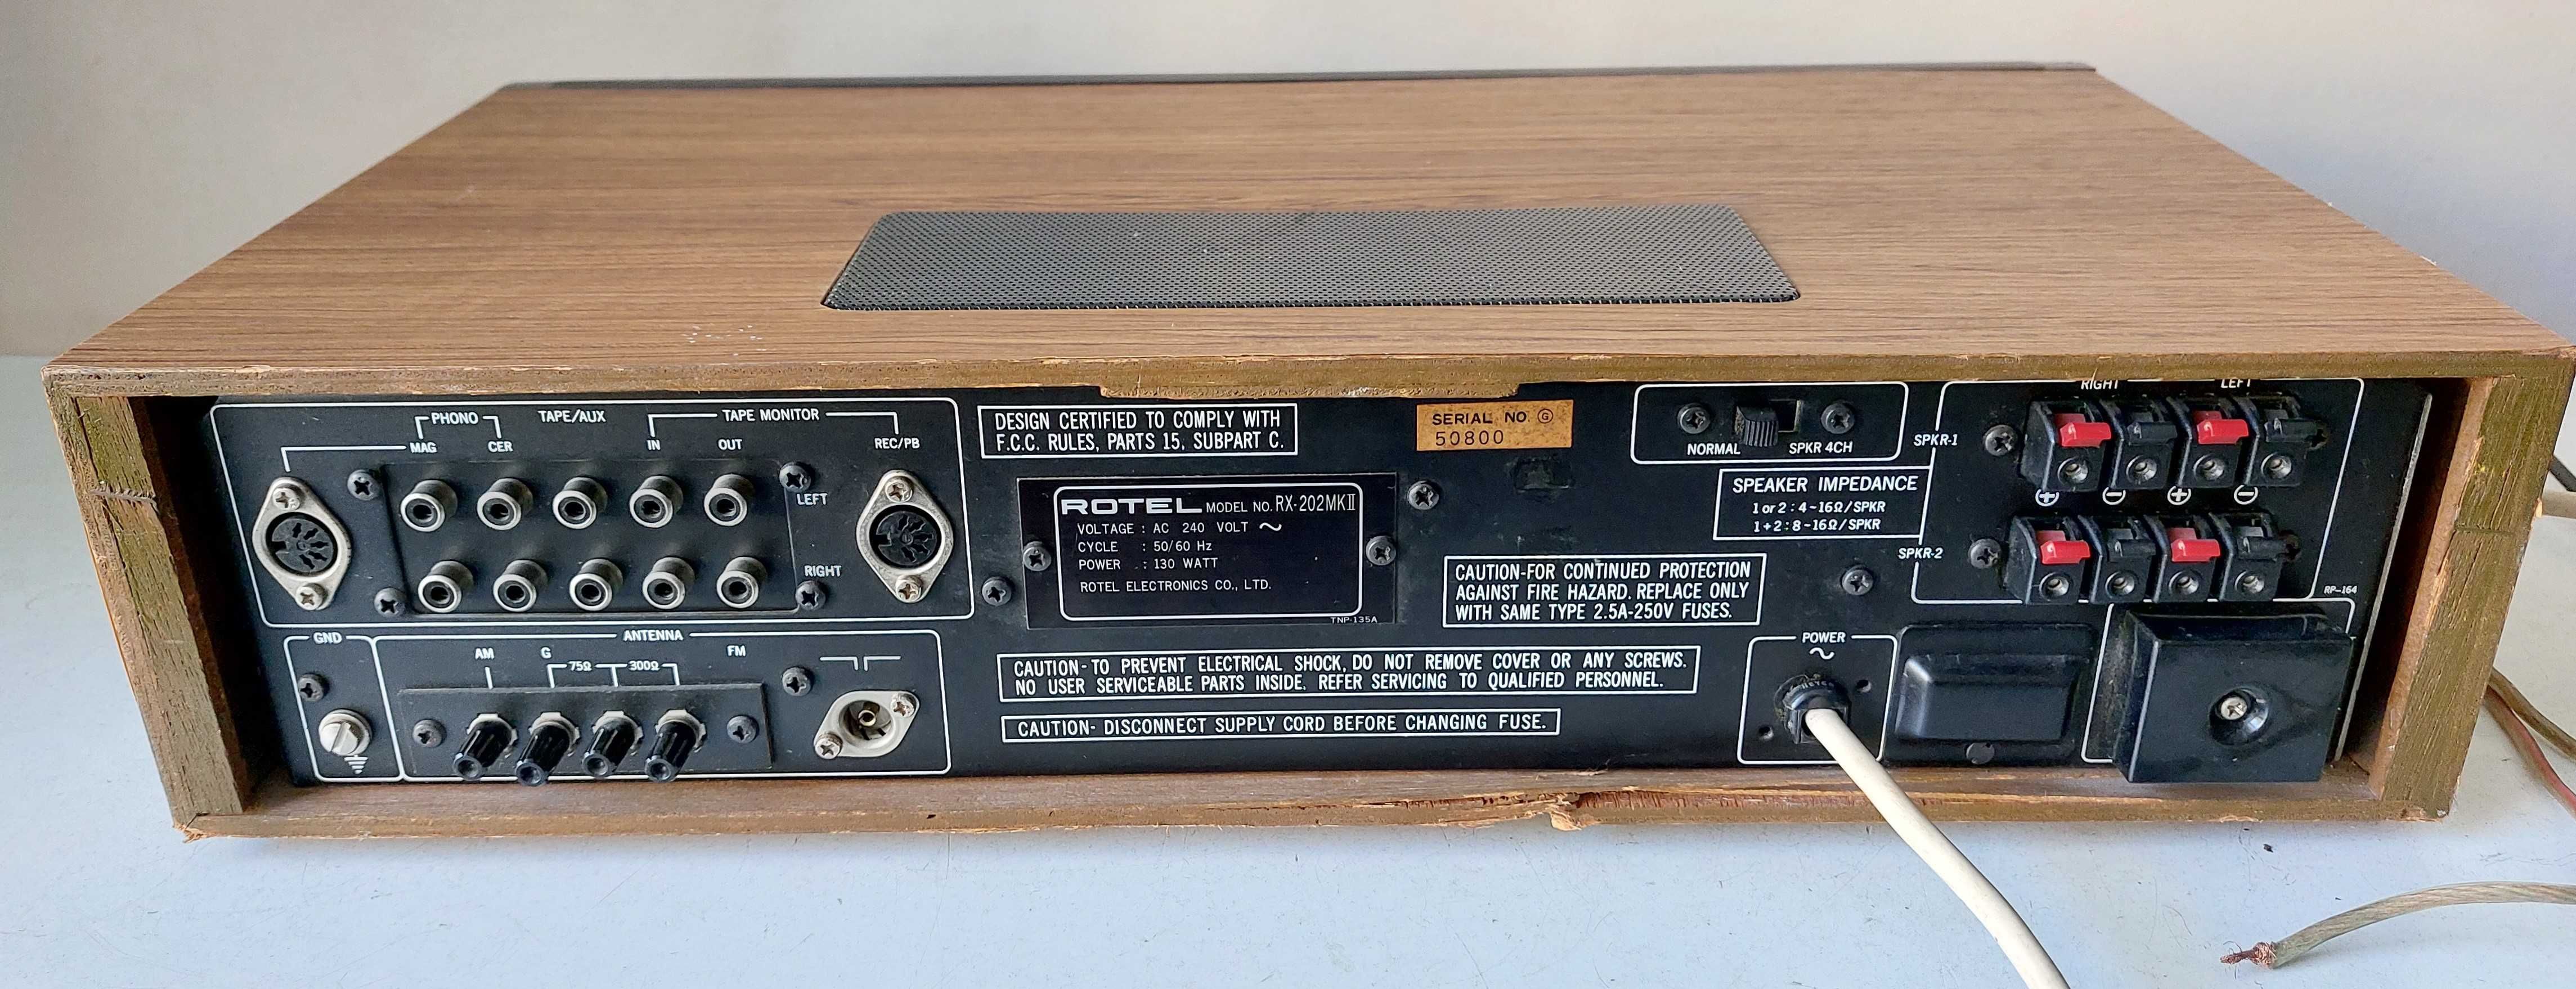 PHONO
TAPE/AUX
TAPE MONITOR
MAG
CER
IN
OUT
REC/PB
LEFT
RIGHT
GND
ANTENNA
AM
G
75Ω
300Ω
FM
DESIGN CERTIFIED TO COMPLY WITH
F.C.C. RULES, PARTS 15, SUBPART C.
SERIAL NO. G
50800
ROTEL MODEL NO. RX-202MKII
VOLTAGE : AC 240 VOLT ~
CYCLE : 50/60 Hz
POWER : 130 WATT
ROTEL ELECTRONICS CO., LTD.
TNP-135A
NORMAL
SPKR 4CH
SPEAKER IMPEDANCE
1 or 2 : 4~16Ω/SPKR
1+2 : 8~16Ω/SPKR
CAUTION-FOR CONTINUED PROTECTION
AGAINST FIRE HAZARD. REPLACE ONLY
WITH SAME TYPE 2.5A-250V FUSES.
CAUTION- TO PREVENT ELECTRICAL SHOCK, DO NOT REMOVE COVER OR ANY SCREWS.
NO USER SERVICEABLE PARTS INSIDE. REFER SERVICING TO QUALIFIED PERSONNEL.
CAUTION- DISCONNECT SUPPLY CORD BEFORE CHANGING FUSE.
POWER
~
RIGHT
LEFT
SPKR-1
+ − + −
SPKR-2
RP-164